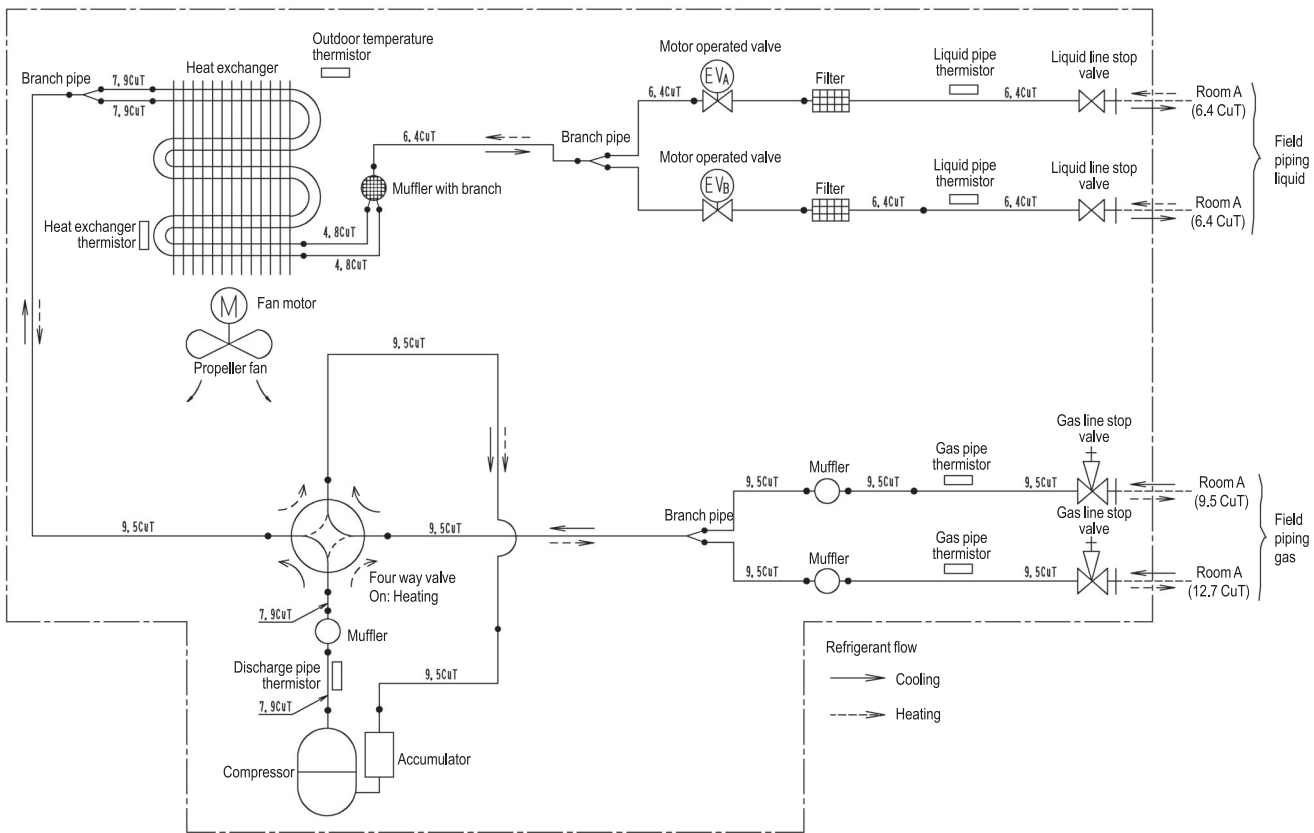 Outdoor temperature
thermistor
Heat exchanger
Branch pipe
7.9CuT
7.9CuT
Heat exchanger
thermistor
4.8CuT
4.8CuT
Muffler with branch
6.4CuT
Branch pipe
M
Fan motor
Propeller fan
Motor operated valve
EVA
6.4CuT
Filter
Liquid pipe
thermistor
6.4CuT
Liquid line stop
valve
Room A
(6.4 CuT)
Motor operated valve
EVB
Filter
6.4CuT
Liquid pipe
thermistor
6.4CuT
Liquid line stop
valve
Room A
(6.4 CuT)
Field
piping
liquid
9.5CuT
9.5CuT
9.5CuT
Four way valve
On: Heating
7.9CuT
Muffler
Discharge pipe
thermistor
7.9CuT
9.5CuT
Compressor
Accumulator
Branch pipe
9.5CuT
Muffler
9.5CuT
Gas pipe
thermistor
9.5CuT
Gas line stop
valve
Room A
(9.5 CuT)
9.5CuT
Muffler
Gas pipe
thermistor
9.5CuT
Gas line stop
valve
Room A
(12.7 CuT)
Field
piping
gas
Refrigerant flow
Cooling
Heating